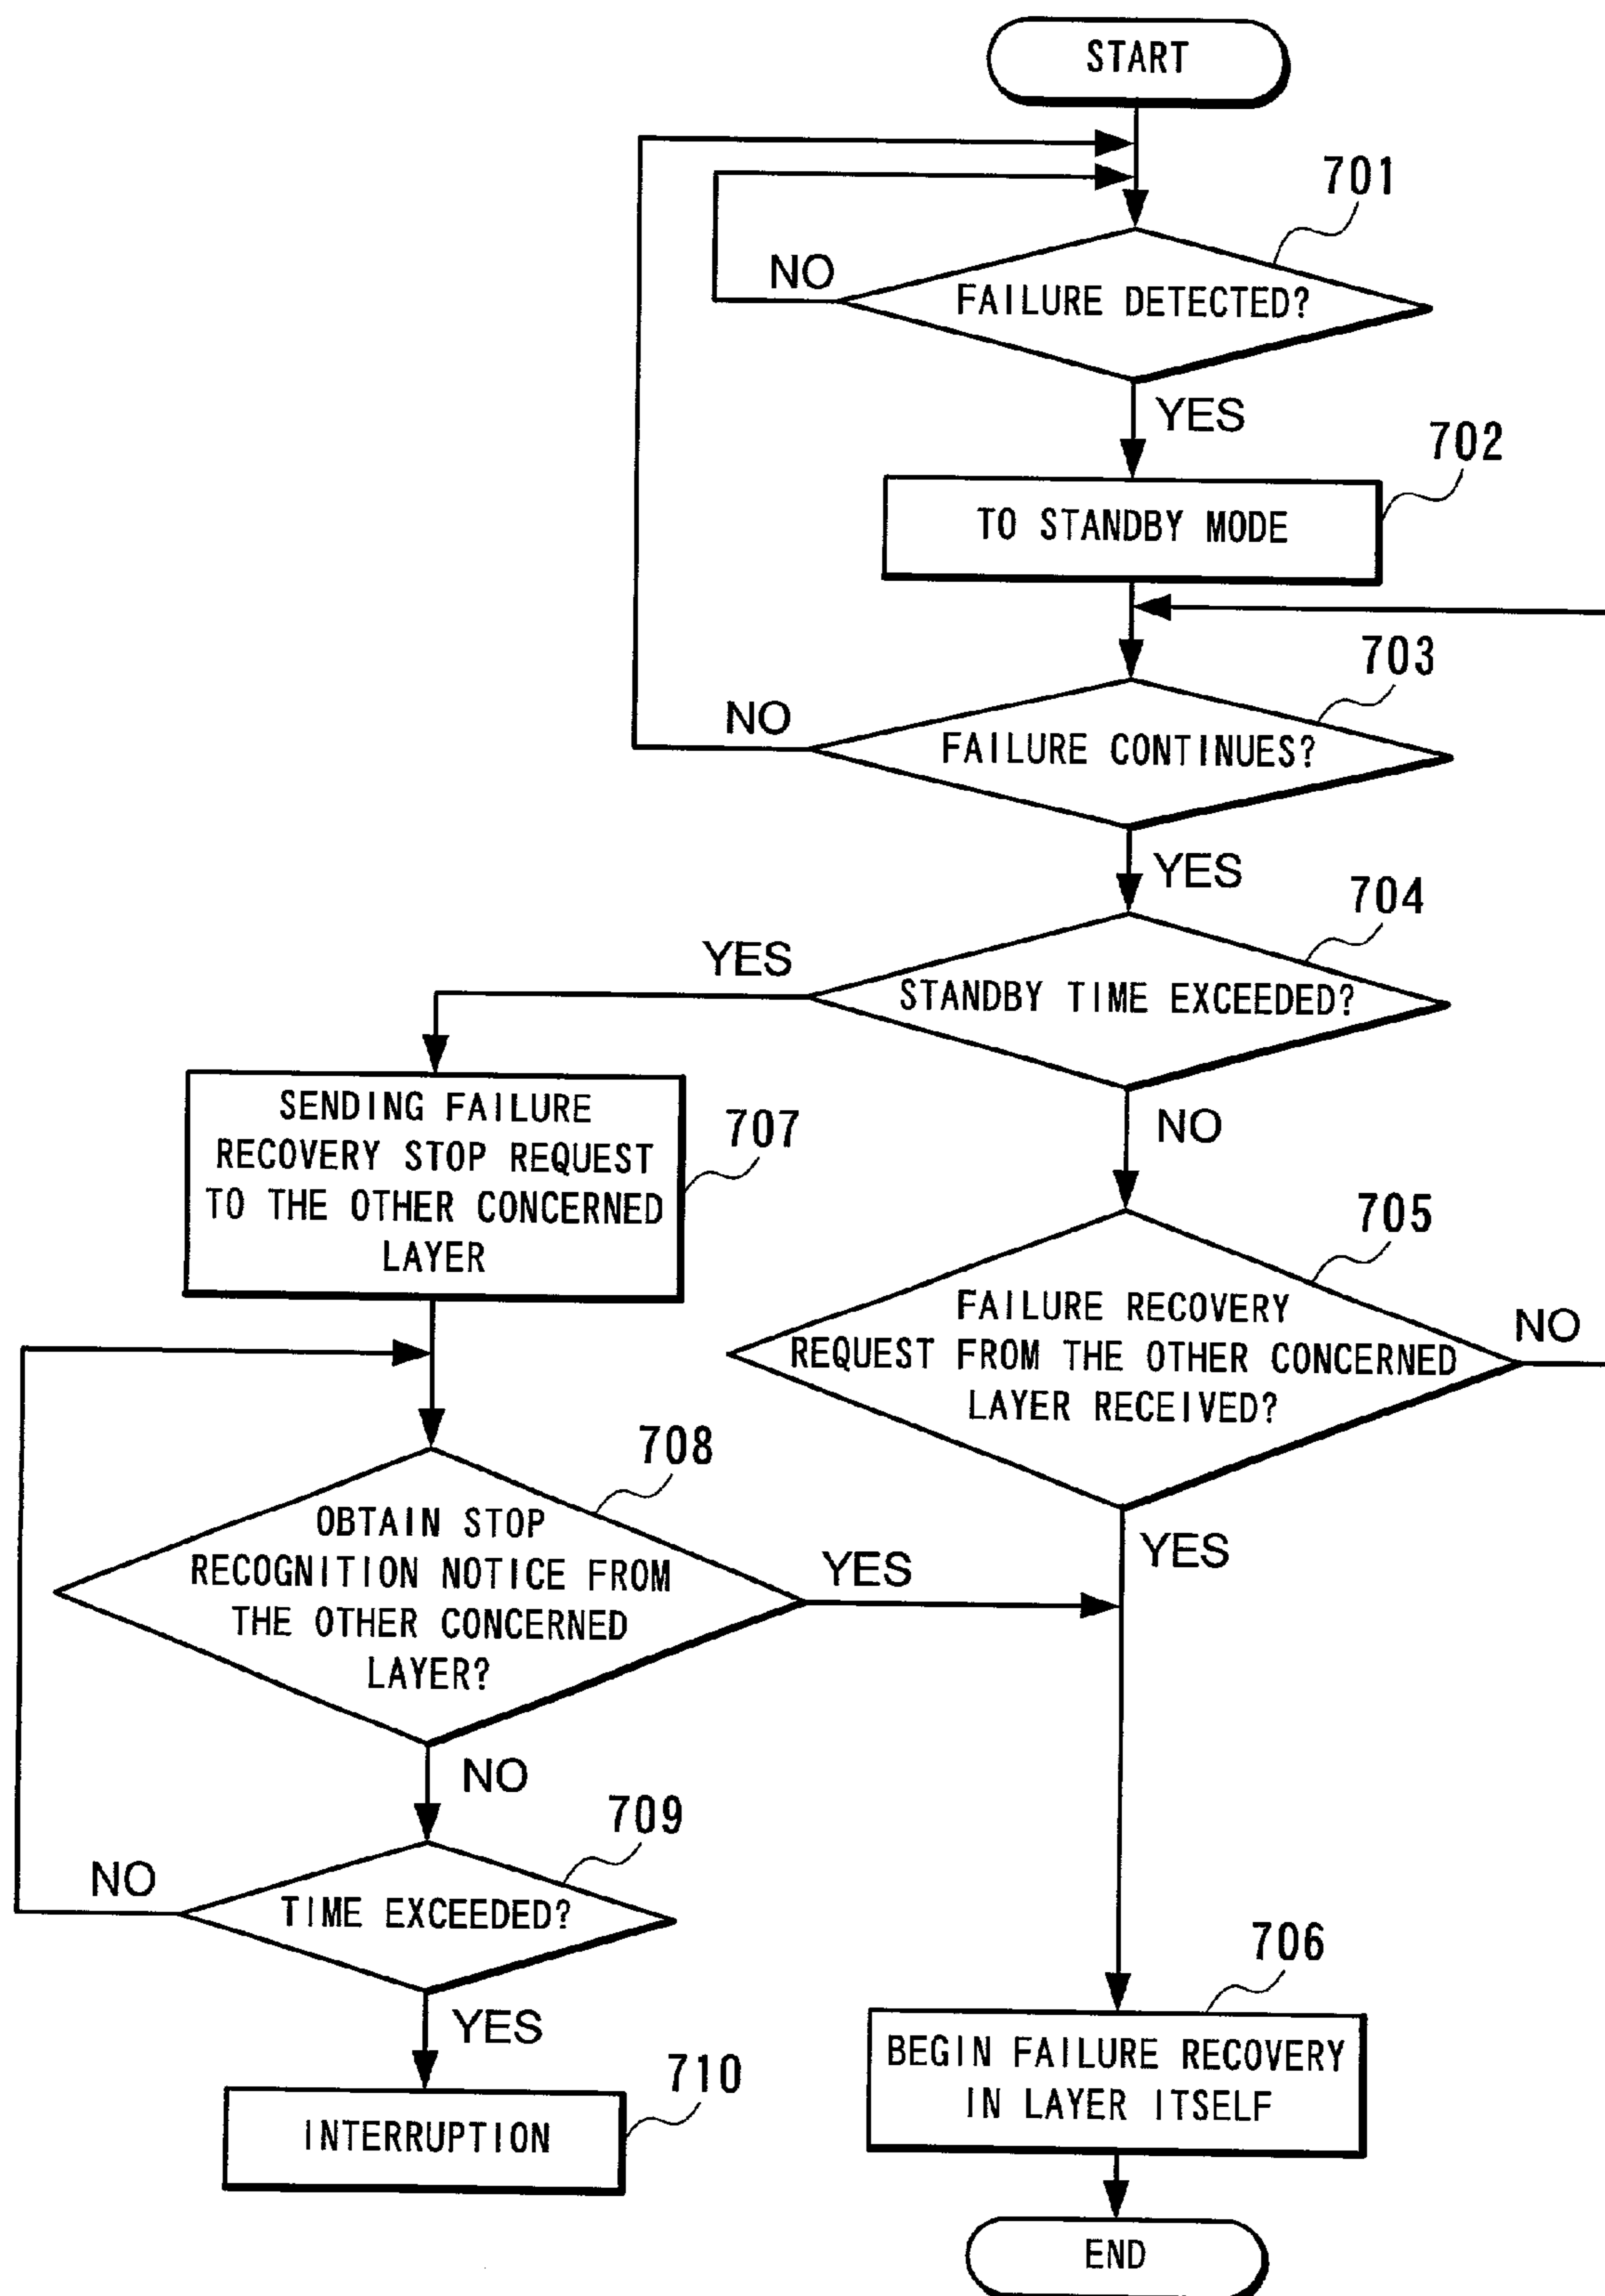 START
701
NO
FAILURE DETECTED?
YES
702
TO STANDBY MODE
703
NO
FAILURE CONTINUES?
YES
704
YES
STANDBY TIME EXCEEDED?
NO
SENDING FAILURE
RECOVERY STOP REQUEST
TO THE OTHER CONCERNED
LAYER
707
705
FAILURE RECOVERY
REQUEST FROM THE OTHER CONCERNED
LAYER RECEIVED?
NO
YES
708
OBTAIN STOP
RECOGNITION NOTICE FROM
THE OTHER CONCERNED
LAYER?
YES
NO
709
NO
TIME EXCEEDED?
YES
710
INTERRUPTION
706
BEGIN FAILURE RECOVERY
IN LAYER ITSELF
END